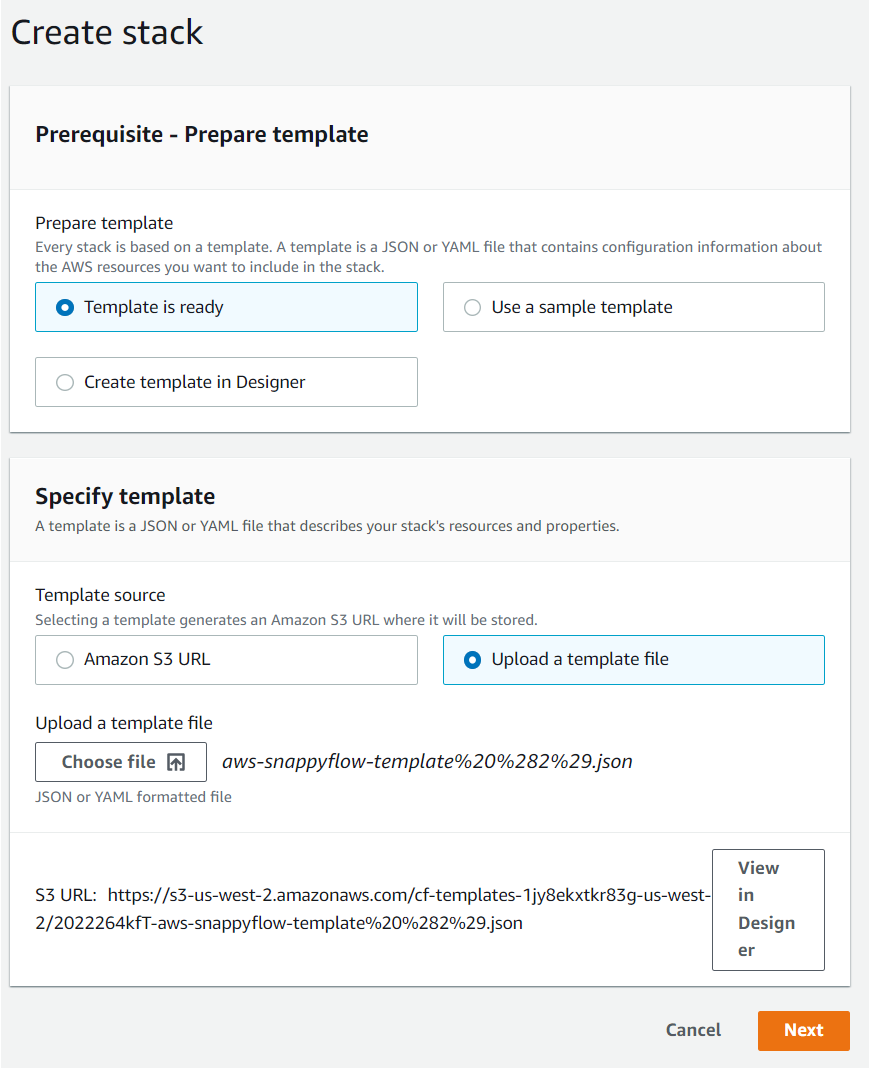 Create stack
Prerequisite - Prepare template
Prepare template
Every stack is based on a template. A template is a JSON or YAML file that contains configuration information about
the AWS resources you want to include in the stack.
Template is ready
Use a sample template
Create template in Designer
Specify template
A template is a JSON or YAML file that describes your stack's resources and properties.
Template source
Selecting a template generates an Amazon S3 URL where it will be stored.
Amazon S3 URL
Upload a template file
Upload a template file
Choose file
aws-snappyflow-template%20%282%29.json
JSON or YAML formatted file
S3 URL: https://s3-us-west-2.amazonaws.com/cf-templates-1jy8ekxtkr83g-us-west-
2/2022264kfT-aws-snappyflow-template%20%282%29.json
View
in
Design
er
Cancel
Next